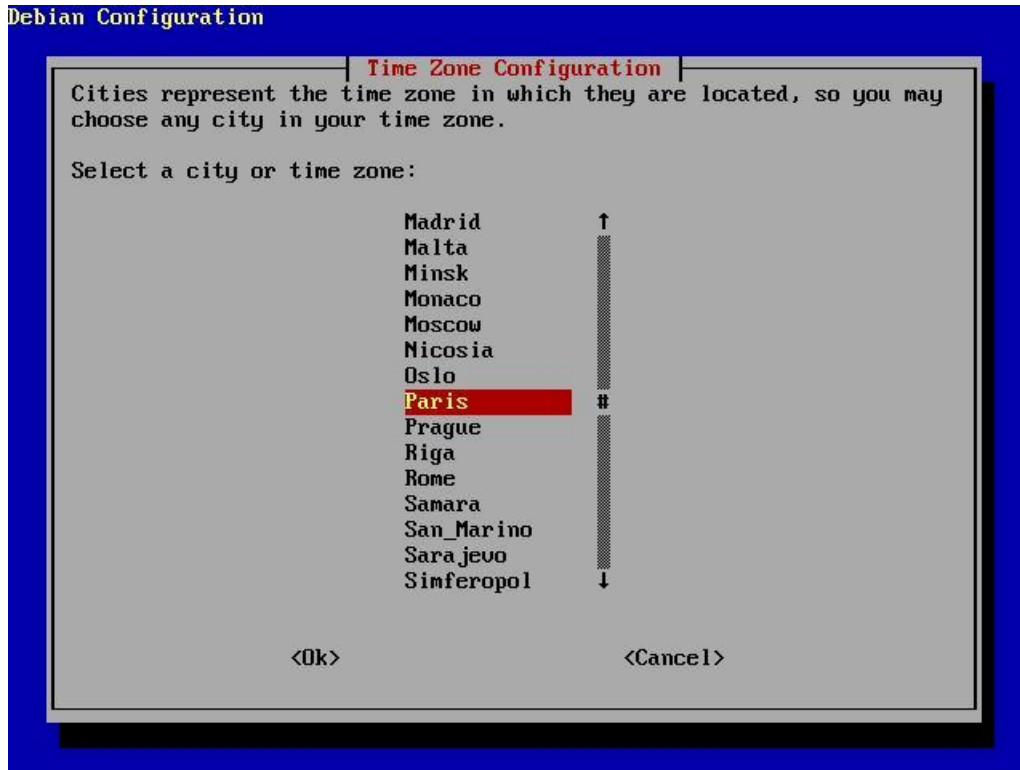 Debian Configuration
Time Zone Configuration
Cities represent the time zone in which they are located, so you may
choose any city in your time zone.
Select a city or time zone:
Madrid ↑
Malta
Minsk
Monaco
Moscow
Nicosia
Oslo
Paris #
Prague
Riga
Rome
Samara
San_Marino
Sarajevo
Simferopol ↓
<Ok> <Cancel>